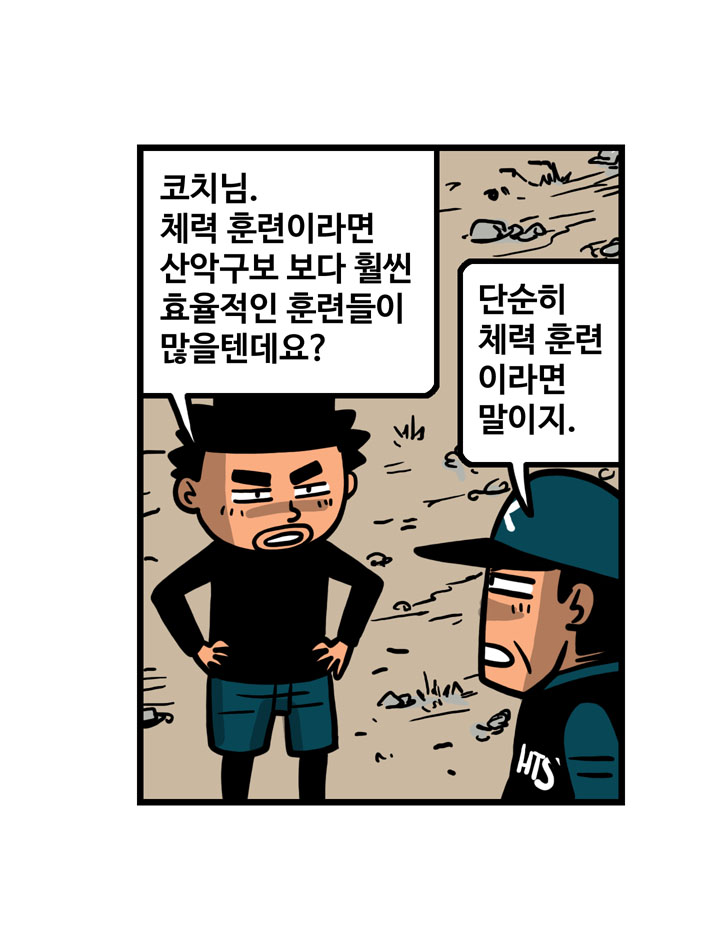 코치님.
체력 훈련이라면
산악구보 보다 훨씬
효율적인 훈련들이
많을텐데요?
단순히
체력 훈련
이라면
말이지.
HTS